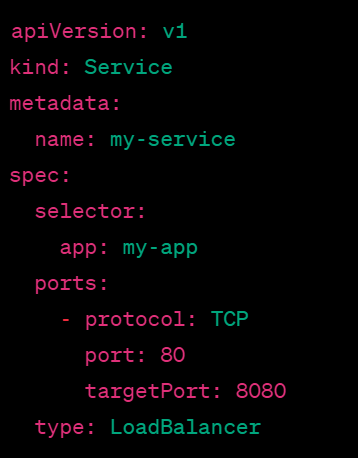 apiVersion: v1
kind: Service
metadata:
  name: my-service
spec:
  selector:
    app: my-app
  ports:
    - protocol: TCP
      port: 80
      targetPort: 8080
  type: LoadBalancer